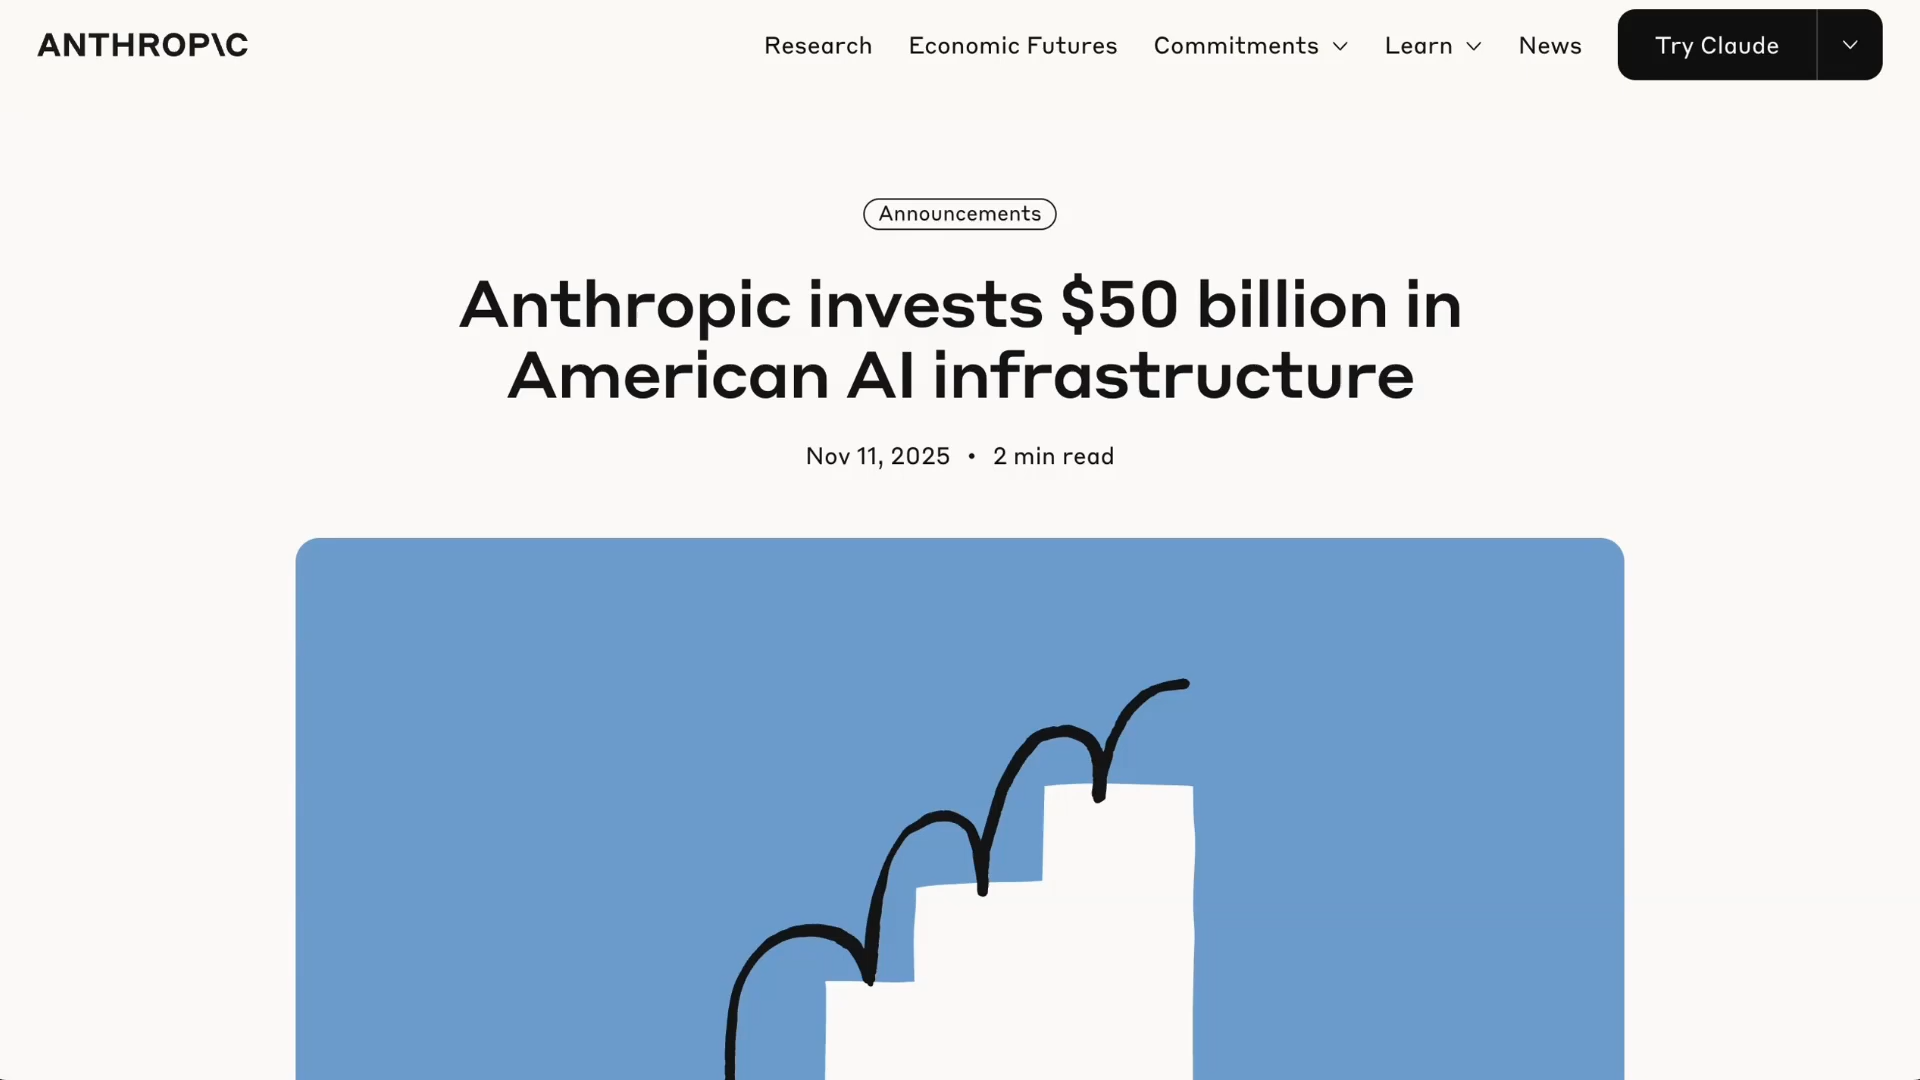 ANTHROP\C
Research Economic Futures Commitments Learn News Try Claude
Announcements
Anthropic invests $50 billion in
American AI infrastructure
Nov 11, 2025 • 2 min read